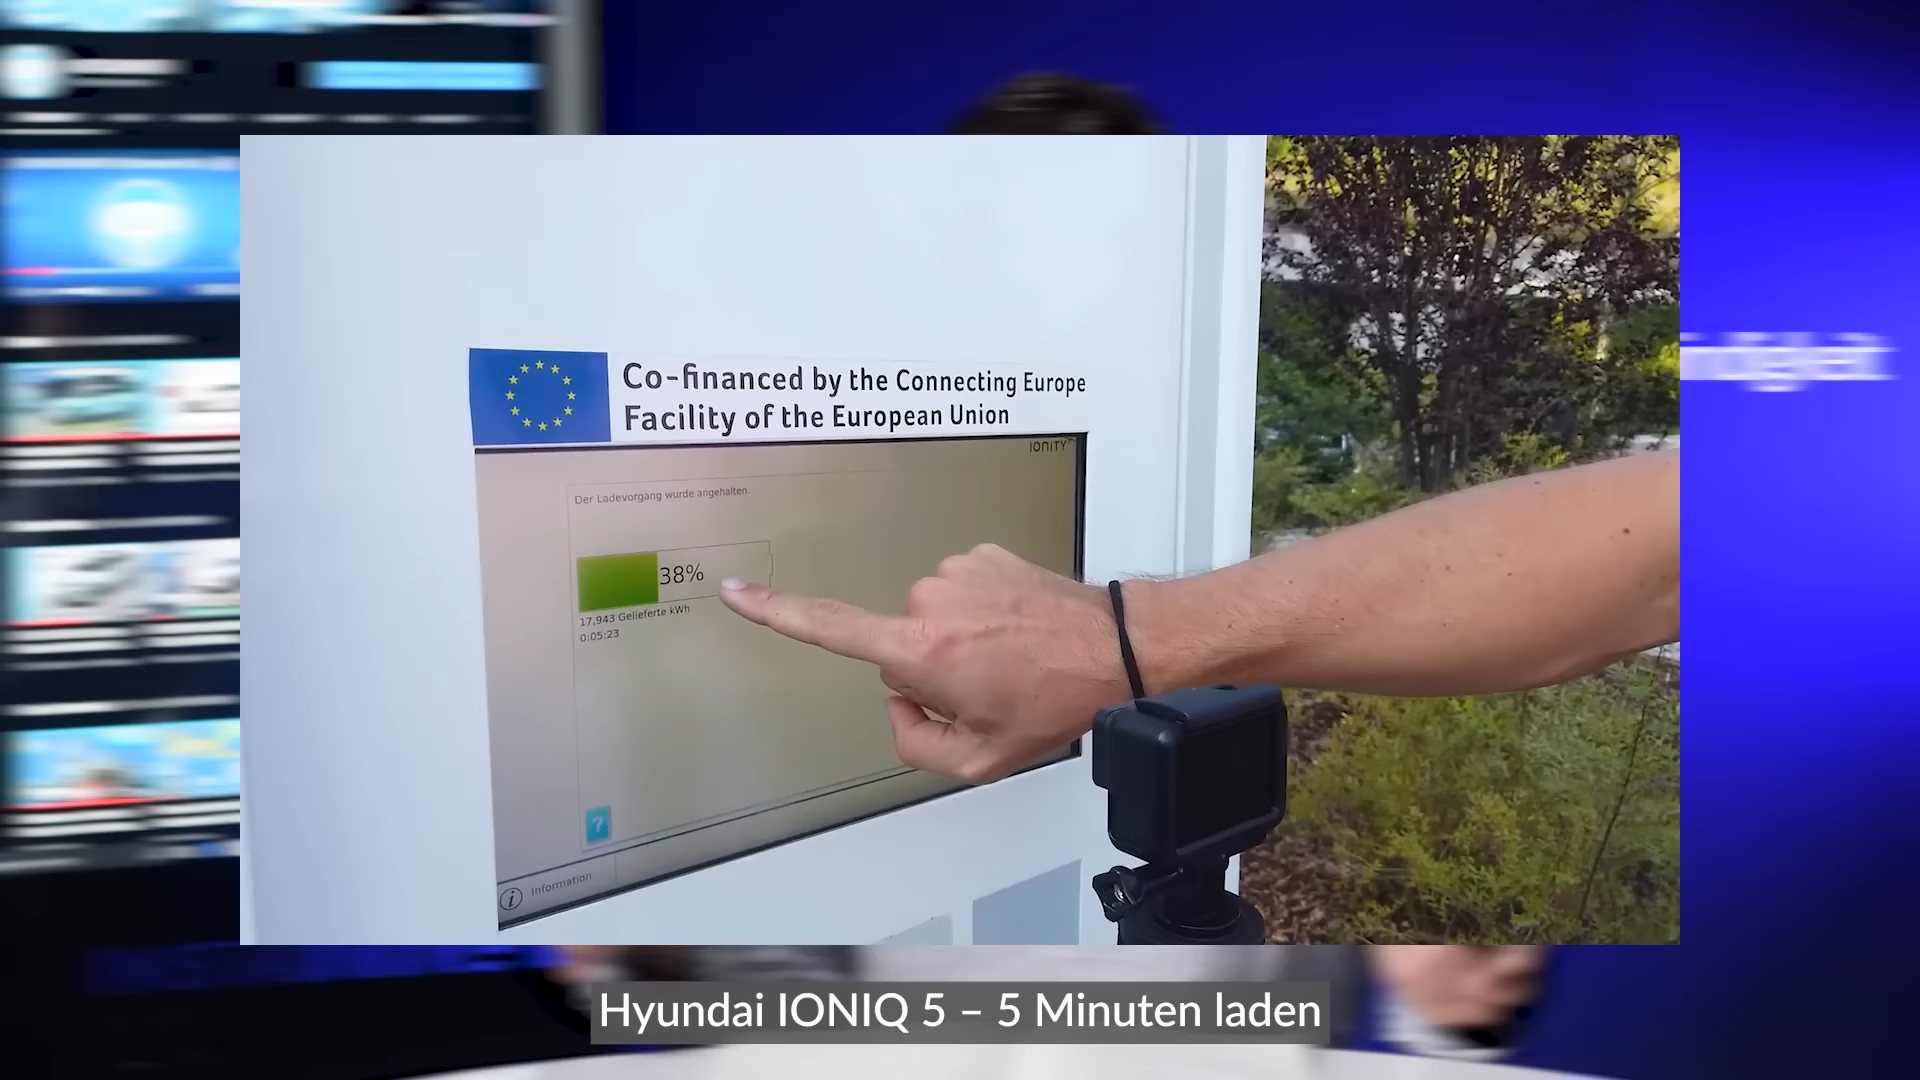 Co-financed by the Connecting Europe
Facility of the European Union
IONITY
Der Ladevorgang wurde angehalten.
38%
17,943 Gelieferte kWh
0:05:23
?
i Information
Hyundai IONIQ 5 – 5 Minuten laden